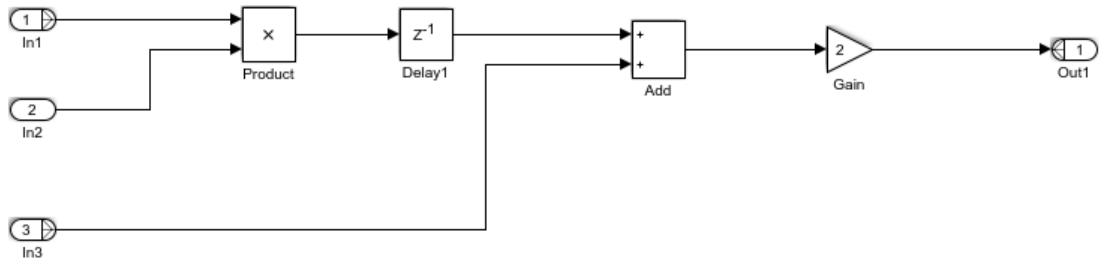 1
In1
2
In2
3
In3
×
Product
Z-1
Delay1
+
+
Add
2
Gain
1
Out1